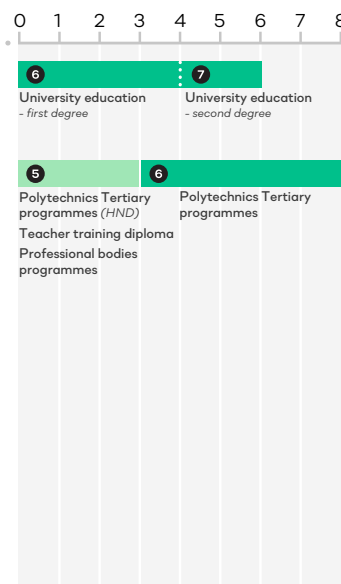 0 1 2 3 4 5 6 7 8
6 7
University education University education
- first degree - second degree
5 6
Polytechnics Tertiary Polytechnics Tertiary
programmes (HND) programmes
Teacher training diploma
Professional bodies
programmes